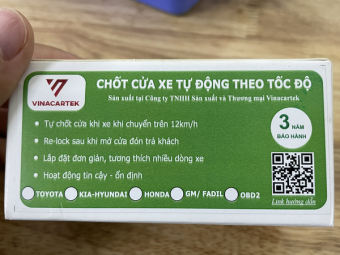 VINACARTEK
CHỐT CỬA XE TỰ ĐỘNG THEO TỐC ĐỘ
Sản xuất tại Công ty TNHH Sản xuất và Thương mại Vinacartek
• Tự chốt cửa khi xe khi chuyển trên 12km/h
• Re-lock sau khi mở cửa đón trả khách
• Lắp đặt đơn giản, tương thích nhiều dòng xe
• Hoạt động tin cậy - ổn định
3 NĂM
BẢO HÀNH
TOYOTA KIA-HYUNDAI HONDA GM/ FADIL OBD2
Link hướng dẫn